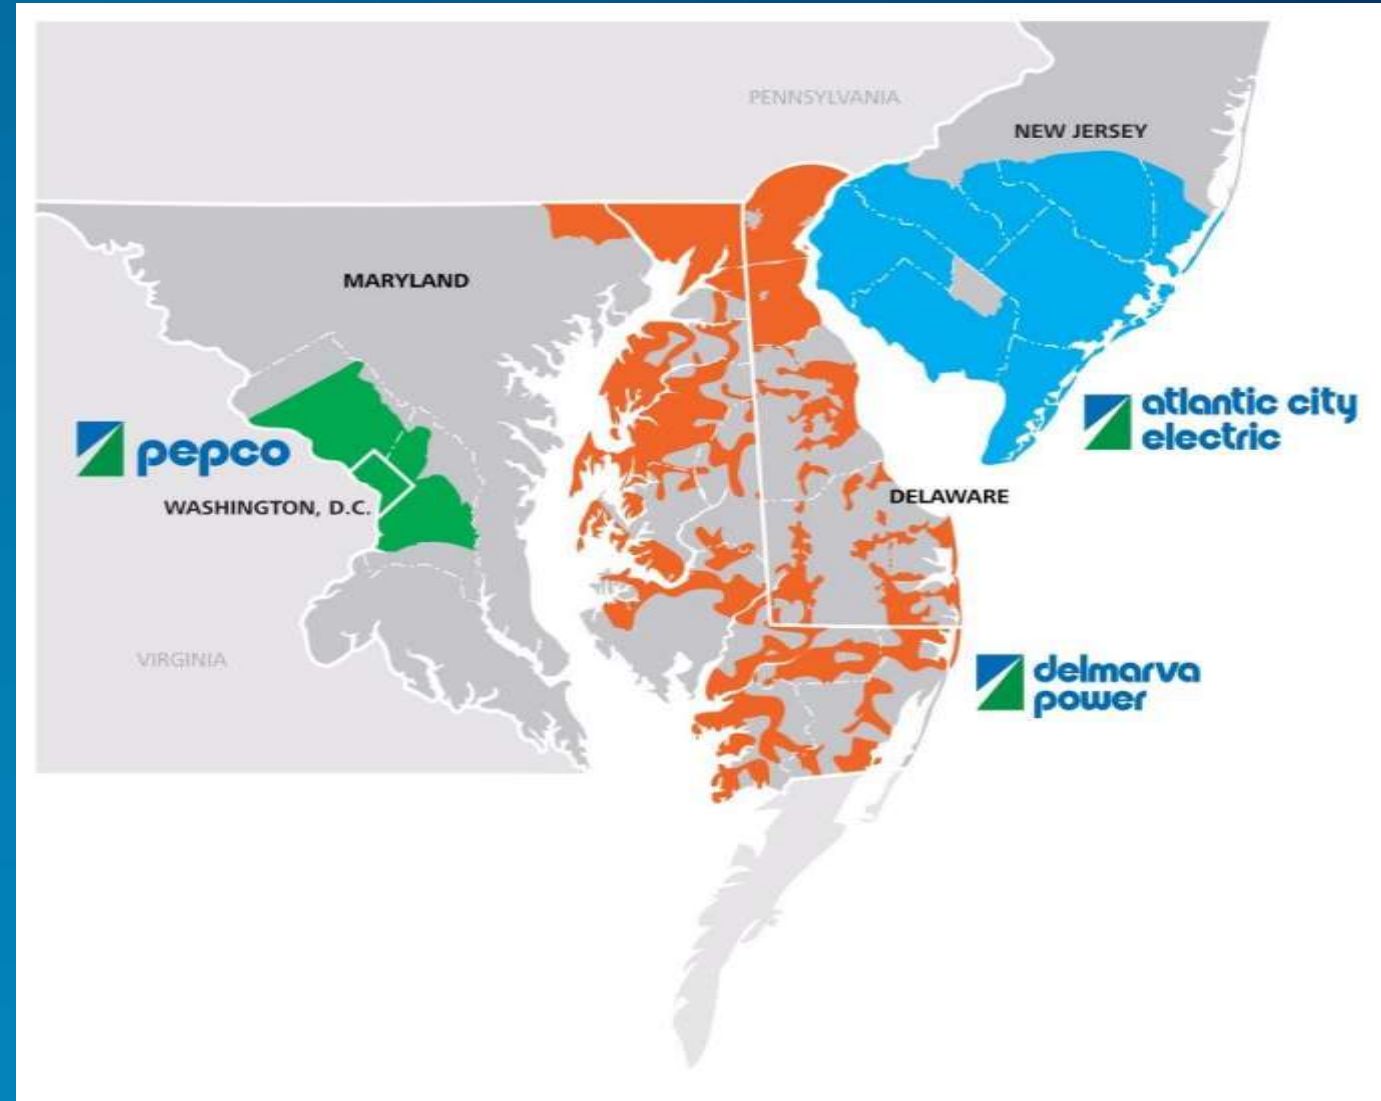 PENNSYLVANIA
NEW JERSEY
MARYLAND
atlantic city
electric
pepco
WASHINGTON, D.C.
DELAWARE
VIRGINIA
delmarva
power